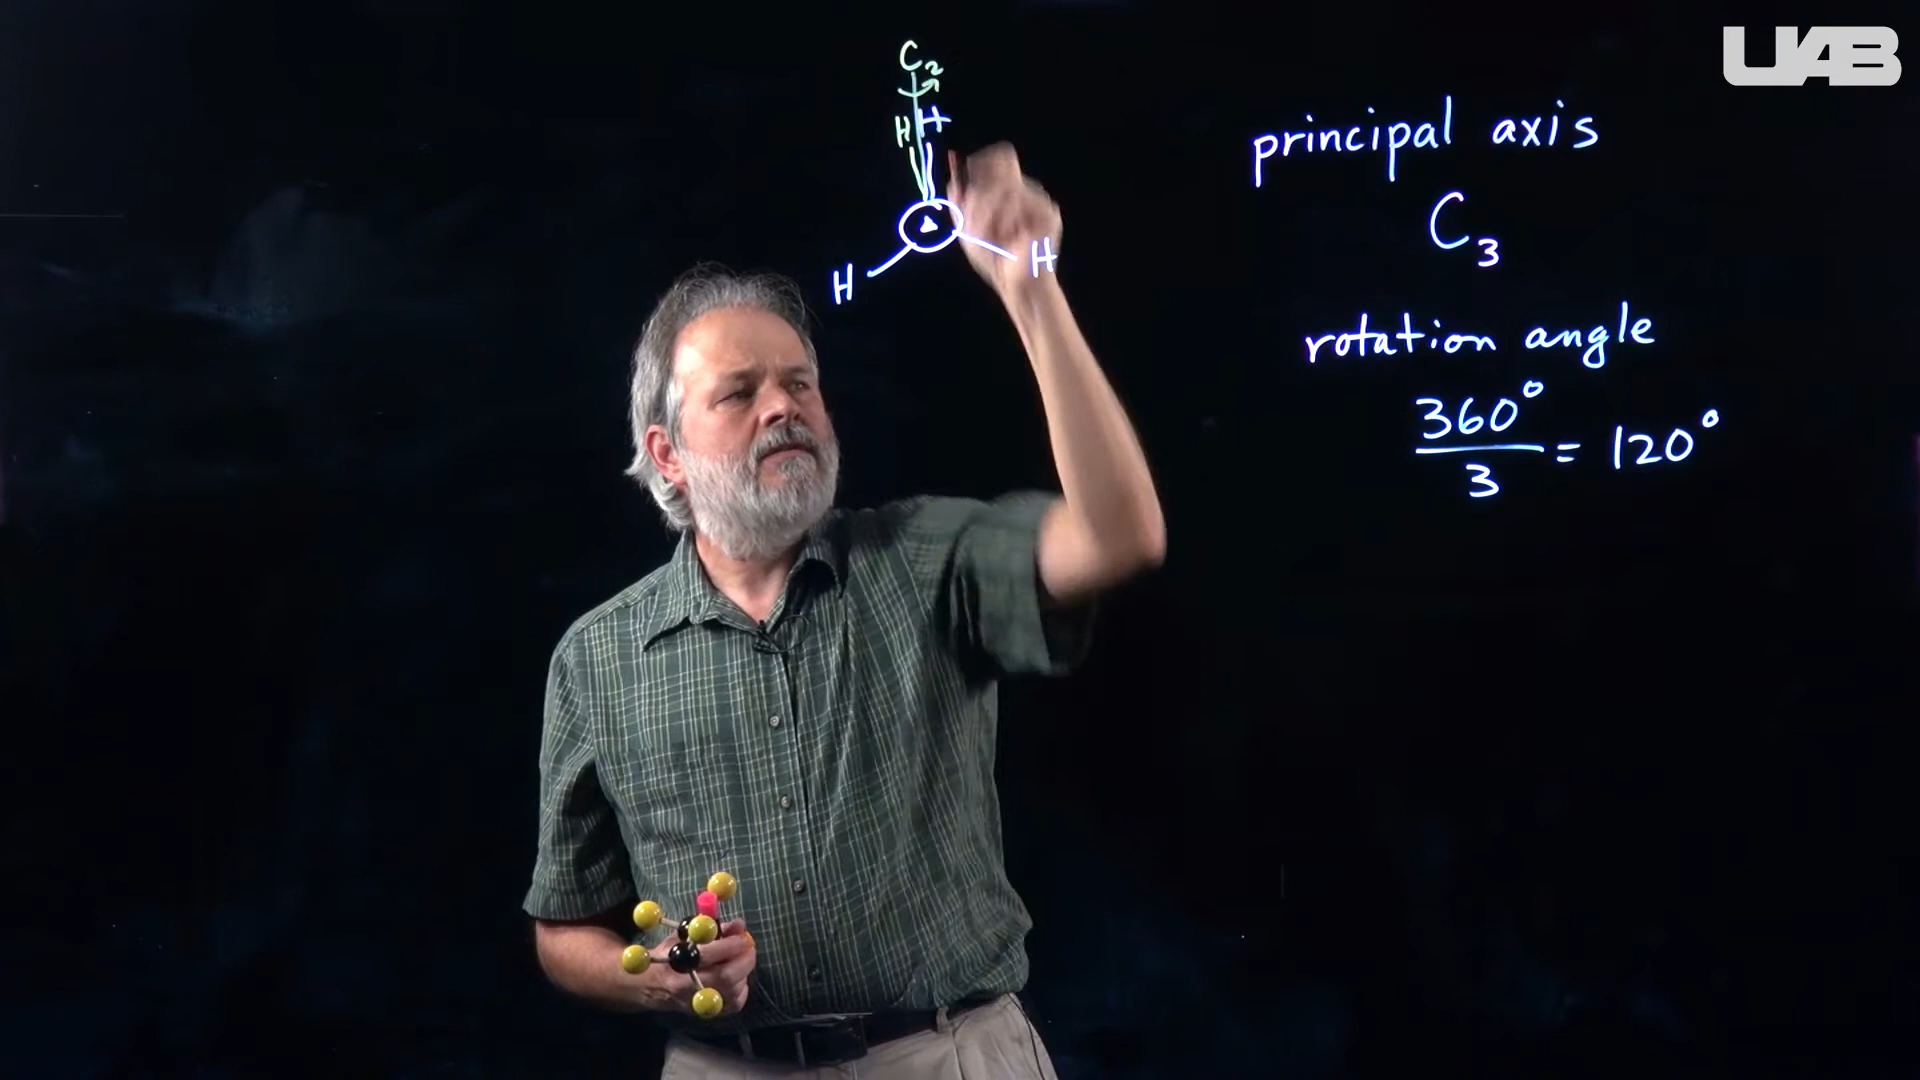 UAB
C₂
H H
H
H
principal axis
C₃
rotation angle
360°
3
= 120°